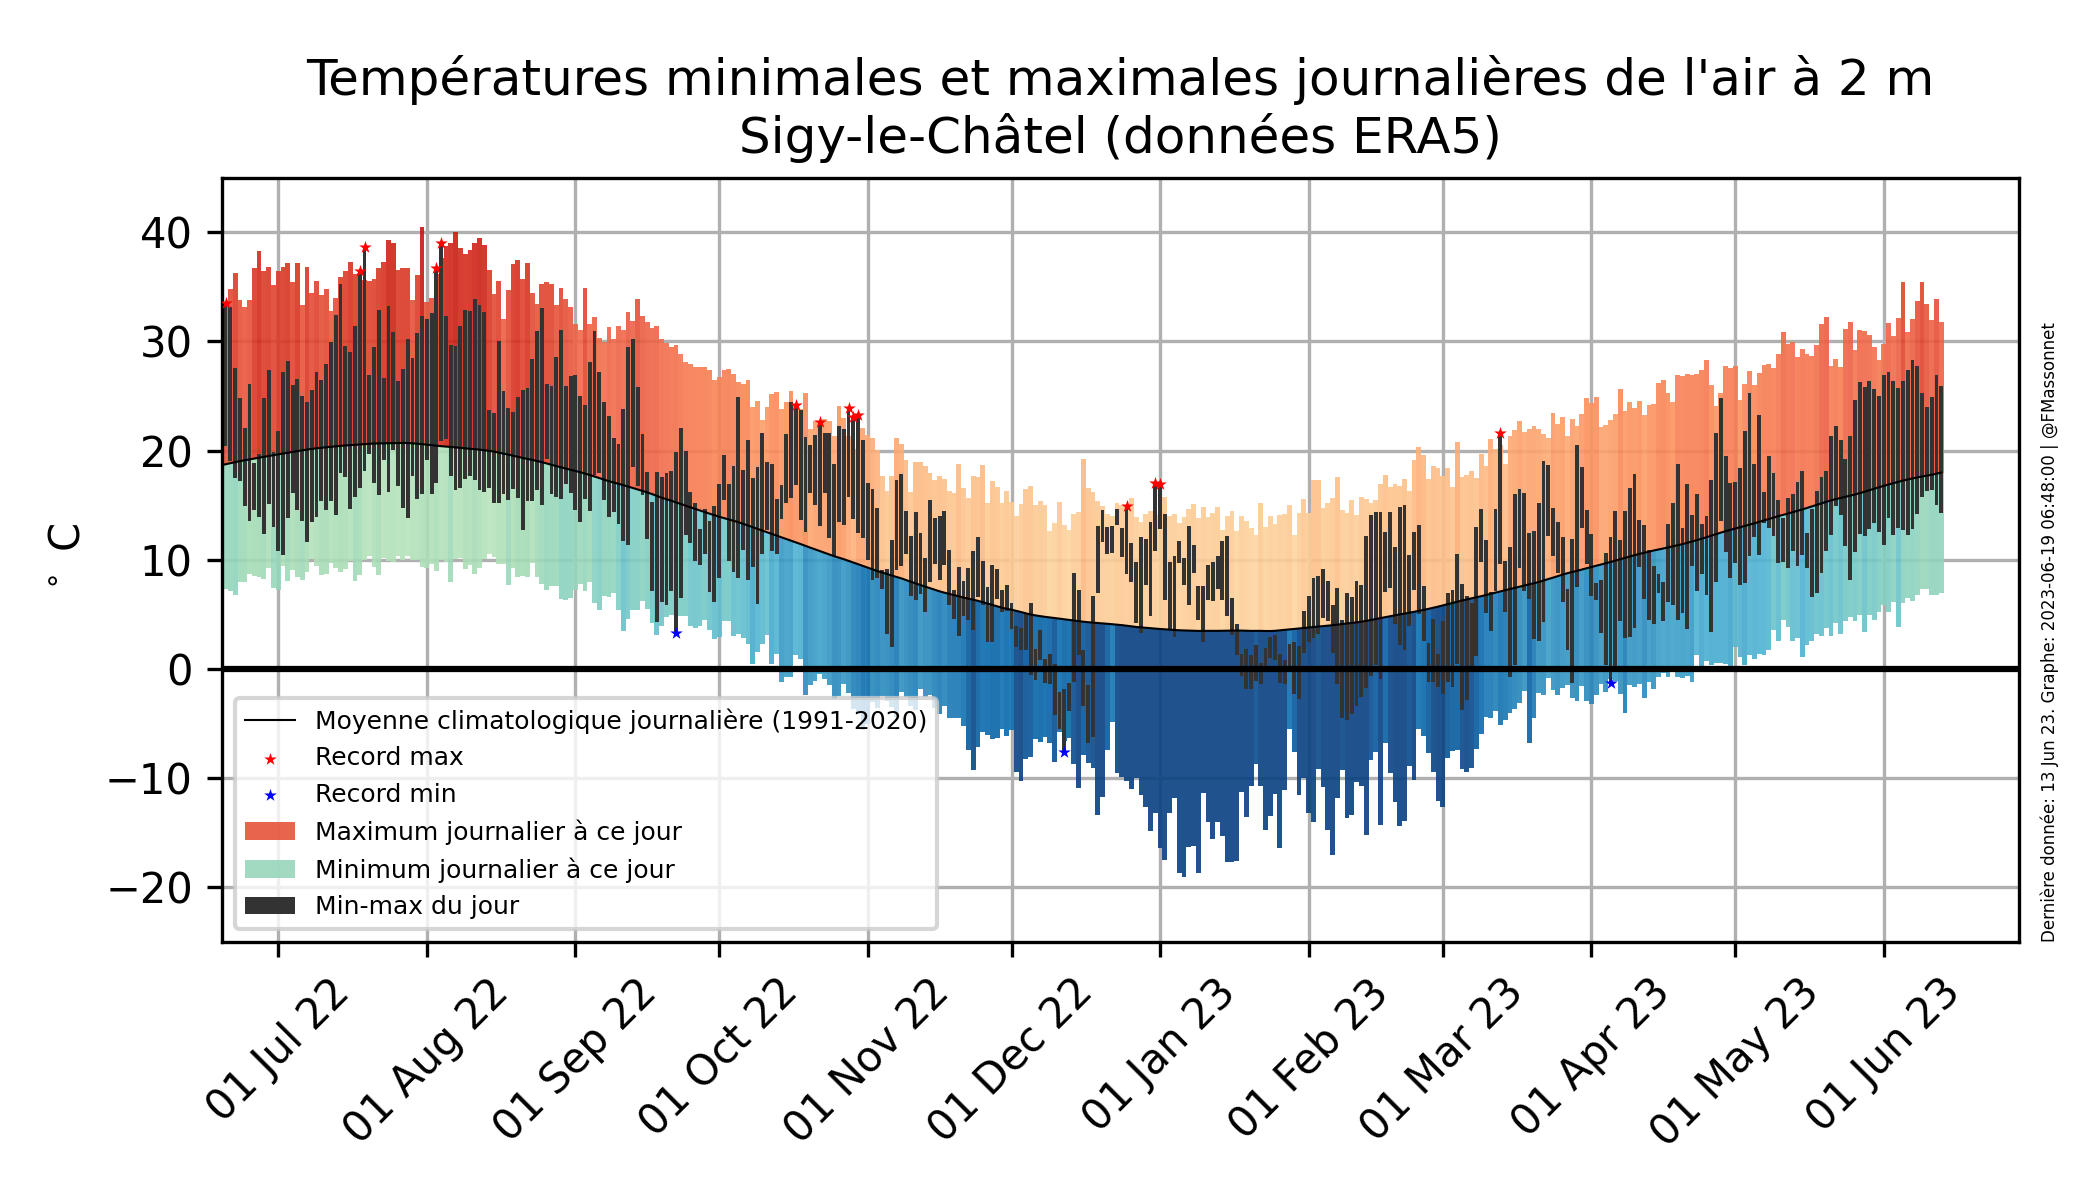 Températures minimales et maximales journalières de l'air à 2 m
Sigy-le-Châtel (données ERA5)
40
30
20
10
0
−10
−20
° C
Moyenne climatologique journalière (1991-2020)
Record max
Record min
Maximum journalier à ce jour
Minimum journalier à ce jour
Min-max du jour
01 Jul 22
01 Aug 22
01 Sep 22
01 Oct 22
01 Nov 22
01 Dec 22
01 Jan 23
01 Feb 23
01 Mar 23
01 Apr 23
01 May 23
01 Jun 23
Dernière donnée: 13 Jun 23. Graphe: 2023-06-19 06:48:00 | @FMassonnet